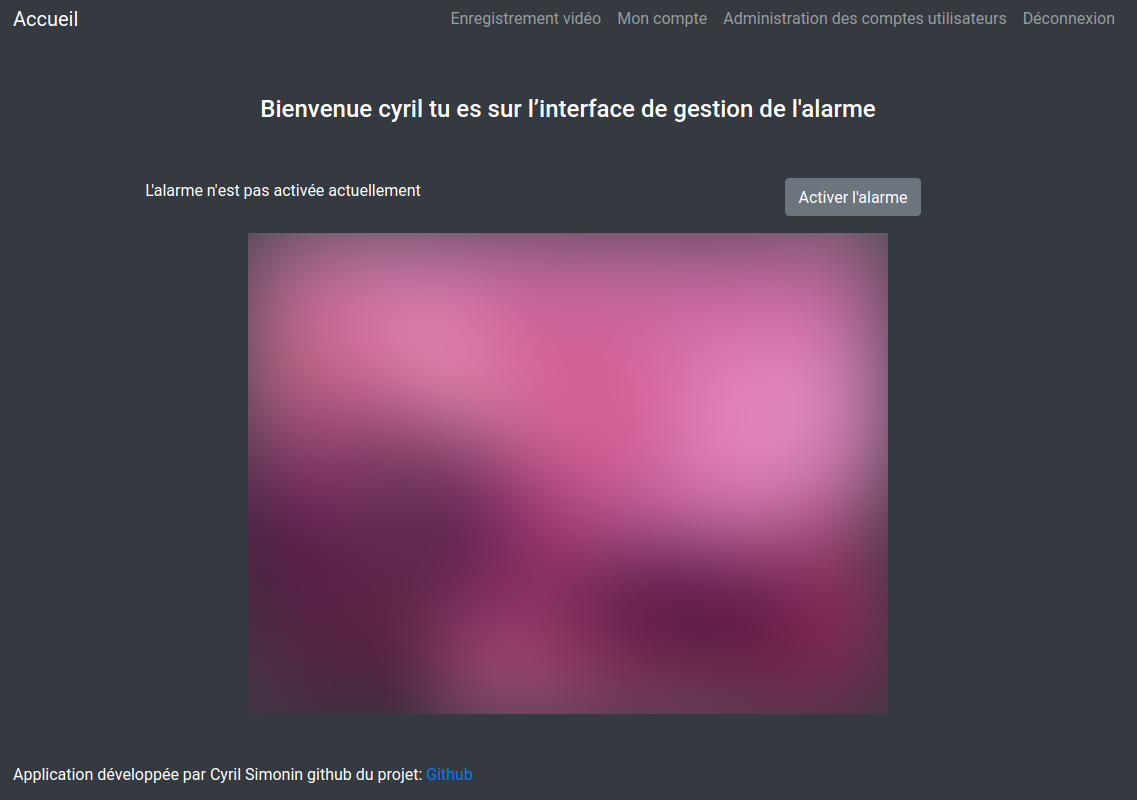 Accueil Enregistrement vidéo Mon compte Administration des comptes utilisateurs Déconnexion
Bienvenue cyril tu es sur l’interface de gestion de l'alarme
L'alarme n'est pas activée actuellement Activer l'alarme
Application développée par Cyril Simonin github du projet: Github